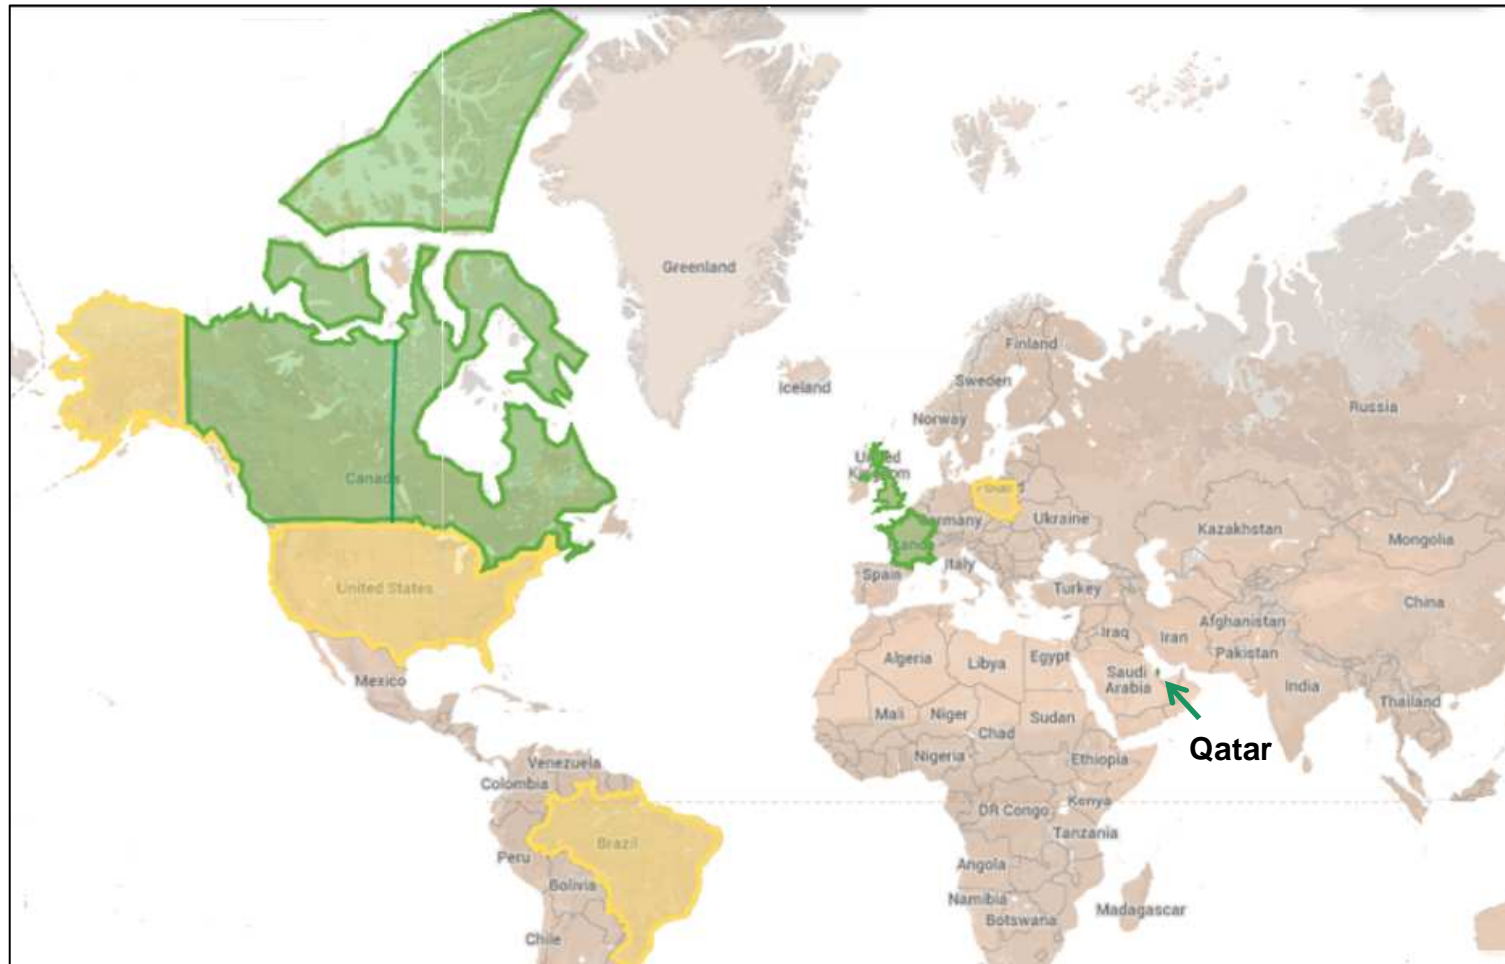 Greenland
Finland
Iceland
Sweden
Russia
Norway
United
Kingdom
Canada
Germany
Ukraine
Kazakhstan
Mongolia
France
Italy
Spain
Turkey
United States
China
Afghanistan
Iraq
Iran
Pakistan
Algeria
Libya
Egypt
Saudi
Arabia
India
Mexico
Thailand
Mali
Niger
Sudan
Chad
Qatar
Nigeria
Ethiopia
Venezuela
Colombia
DR Congo
Kenya
Tanzania
Brazil
Peru
Angola
Bolivia
Namibia
Botswana
Madagascar
Chile